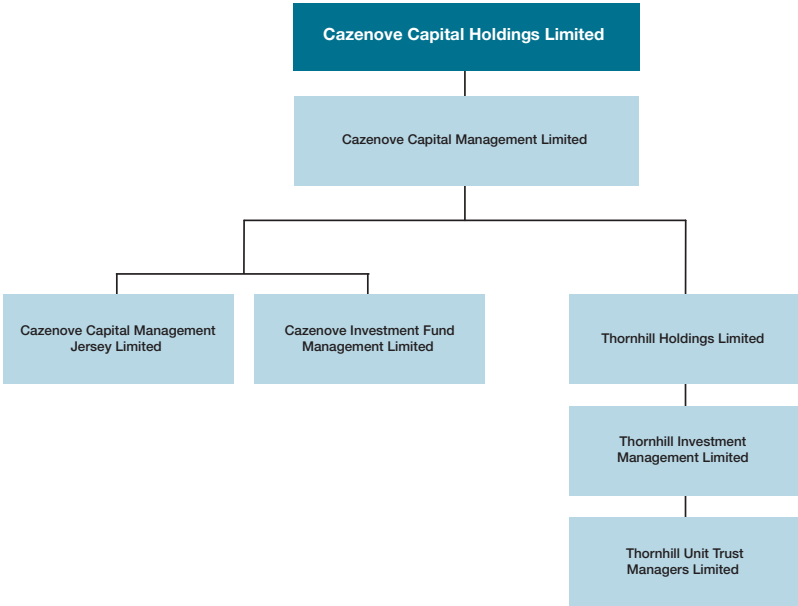 Cazenove Capital Holdings Limited
Cazenove Capital Management Limited
Cazenove Capital Management
Jersey Limited
Cazenove Investment Fund
Management Limited
Thornhill Holdings Limited
Thornhill Investment
Management Limited
Thornhill Unit Trust
Managers Limited